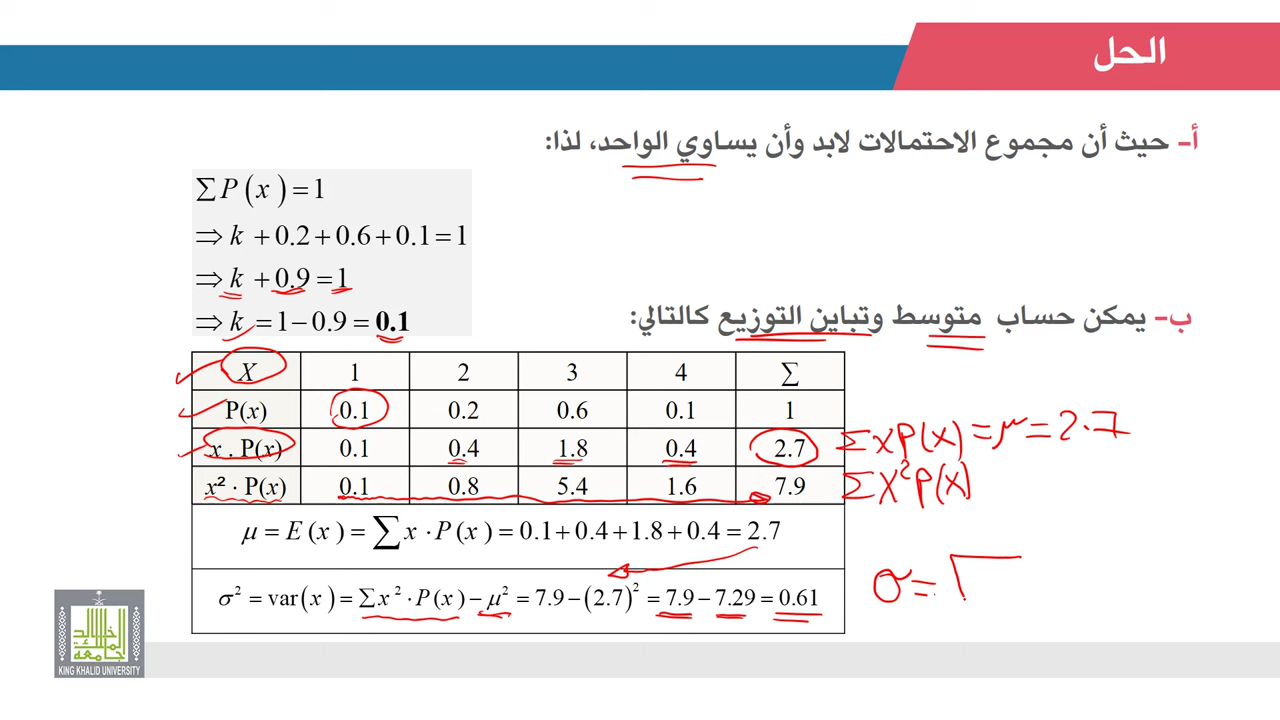 الحل
أ- حيث أن مجموع الاحتمالات لابد وأن يساوي الواحد، لذا:
∑P(x)=1
⇒ k+0.2+0.6+0.1=1
⇒ k+0.9=1
⇒ k=1−0.9=0.1
ب- يمكن حساب متوسط وتباين التوزيع كالتالي:
X 1 2 3 4 ∑
P(x) 0.1 0.2 0.6 0.1 1
x . P(x) 0.1 0.4 1.8 0.4 2.7
∑xP(x)=μ=2.7
x² · P(x) 0.1 0.8 5.4 1.6 7.9
∑X²P(x)
μ=E(x)=∑x·P(x)=0.1+0.4+1.8+0.4=2.7
σ²=var(x)=∑x²·P(x)−μ²=7.9−(2.7)²=7.9−7.29=0.61
σ=√
جامعة الملك خالد
KING KHALID UNIVERSITY